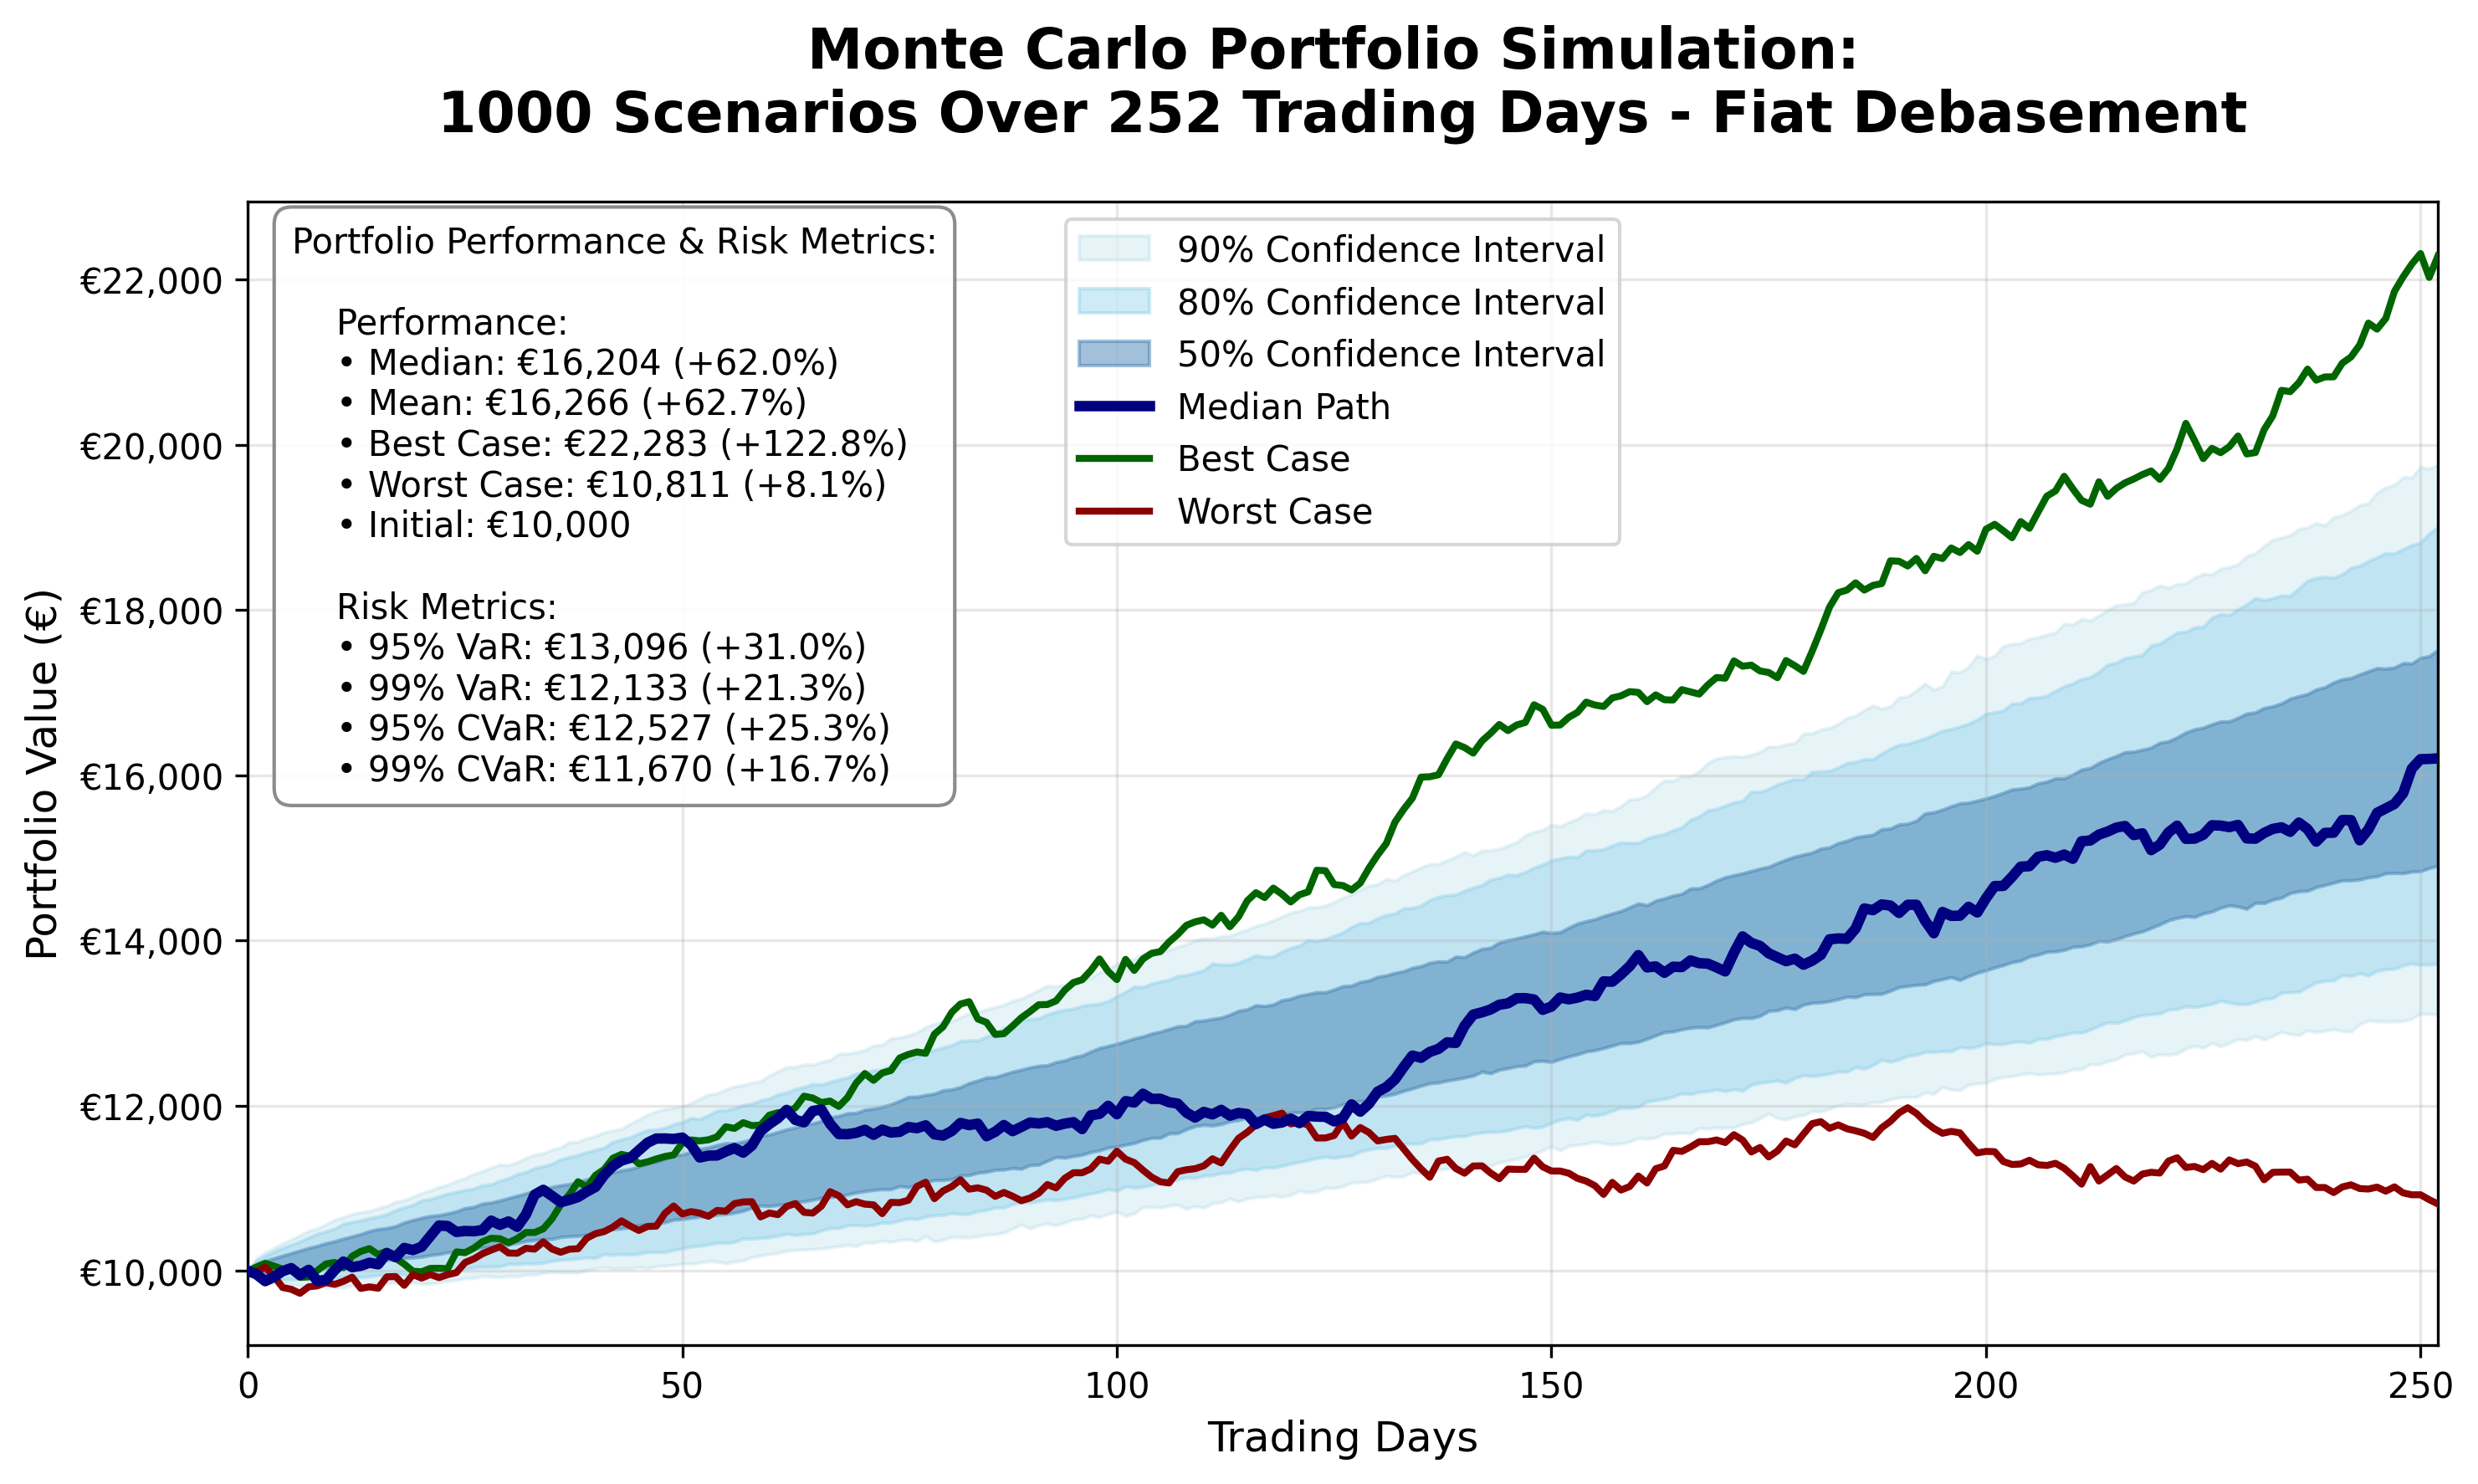 Monte Carlo Portfolio Simulation:
1000 Scenarios Over 252 Trading Days - Fiat Debasement
Portfolio Performance & Risk Metrics:
Performance:
• Median: €16,204 (+62.0%)
• Mean: €16,266 (+62.7%)
• Best Case: €22,283 (+122.8%)
• Worst Case: €10,811 (+8.1%)
• Initial: €10,000
Risk Metrics:
• 95% VaR: €13,096 (+31.0%)
• 99% VaR: €12,133 (+21.3%)
• 95% CVaR: €12,527 (+25.3%)
• 99% CVaR: €11,670 (+16.7%)
90% Confidence Interval
80% Confidence Interval
50% Confidence Interval
Median Path
Best Case
Worst Case
Portfolio Value (€)
€22,000
€20,000
€18,000
€16,000
€14,000
€12,000
€10,000
0
50
100
150
200
250
Trading Days